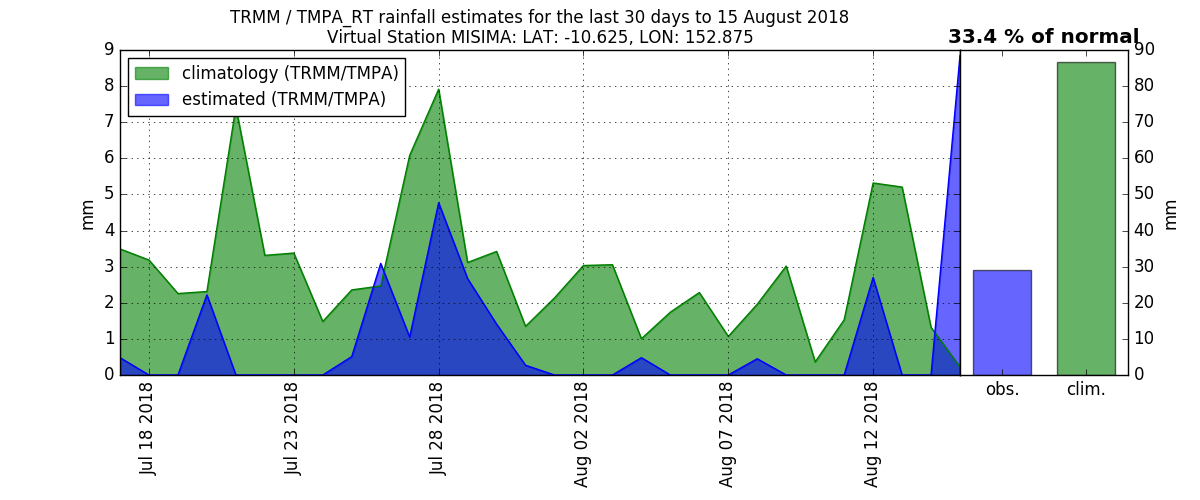 TRMM / TMPA_RT rainfall estimates for the last 30 days to 15 August 2018
Virtual Station MISIMA: LAT: -10.625, LON: 152.875
33.4 % of normal
climatology (TRMM/TMPA)
estimated (TRMM/TMPA)
9
8
7
6
5
4
3
2
1
0
mm
90
80
70
60
50
40
30
20
10
0
mm
Jul 18 2018
Jul 23 2018
Jul 28 2018
Aug 02 2018
Aug 07 2018
Aug 12 2018
obs.
clim.